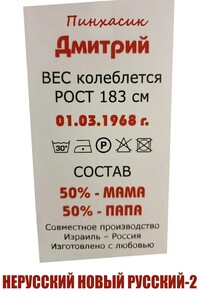 Пинхасик
Дмитрий
ВЕС колеблется
РОСТ 183 см
01.03.1968 г.
30° P
СОСТАВ
50% - МАМА
50% - ПАПА
Совместное производство
Израиль – Россия
Изготовлено с любовью
НЕРУССКИЙ НОВЫЙ РУССКИЙ-2